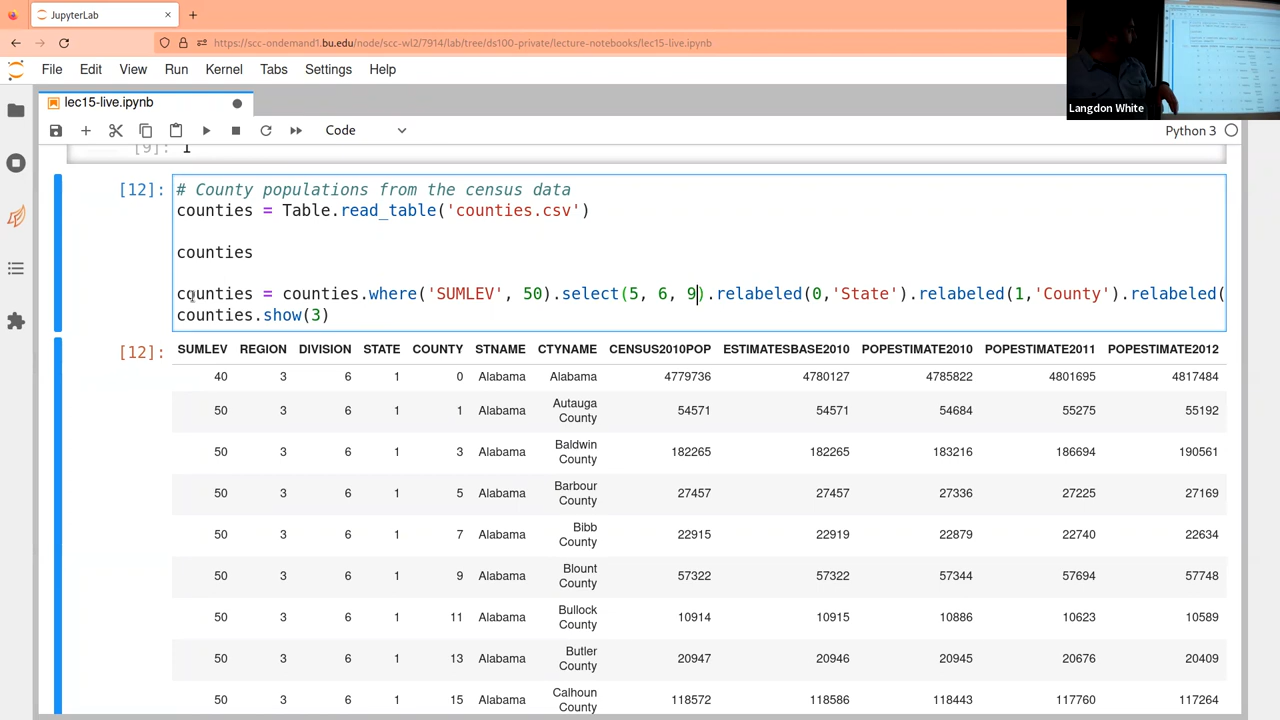 JupyterLab
https://scc-ondemand1.bu.edu/node/scc-wl2/7914/lab/tree/ds100-private/lecture-notebooks/lec15-live.ipynb
File Edit View Run Kernel Tabs Settings Help
Langdon White
lec15-live.ipynb
Code
Python 3
[9]: 1
[12]: # County populations from the census data
counties = Table.read_table('counties.csv')
counties
counties = counties.where('SUMLEV', 50).select(5, 6, 9).relabeled(0,'State').relabeled(1,'County').relabeled(
counties.show(3)
[12]: SUMLEV REGION DIVISION STATE COUNTY STNAME CTYNAME CENSUS2010POP ESTIMATESBASE2010 POPESTIMATE2010 POPESTIMATE2011 POPESTIMATE2012
40 3 6 1 0 Alabama Alabama 4779736 4780127 4785822 4801695 4817484
50 3 6 1 1 Alabama Autauga County 54571 54571 54684 55275 55192
50 3 6 1 3 Alabama Baldwin County 182265 182265 183216 186694 190561
50 3 6 1 5 Alabama Barbour County 27457 27457 27336 27225 27169
50 3 6 1 7 Alabama Bibb County 22915 22919 22879 22740 22634
50 3 6 1 9 Alabama Blount County 57322 57322 57344 57694 57748
50 3 6 1 11 Alabama Bullock County 10914 10915 10886 10623 10589
50 3 6 1 13 Alabama Butler County 20947 20946 20945 20676 20409
50 3 6 1 15 Alabama Calhoun County 118572 118586 118443 117760 117264